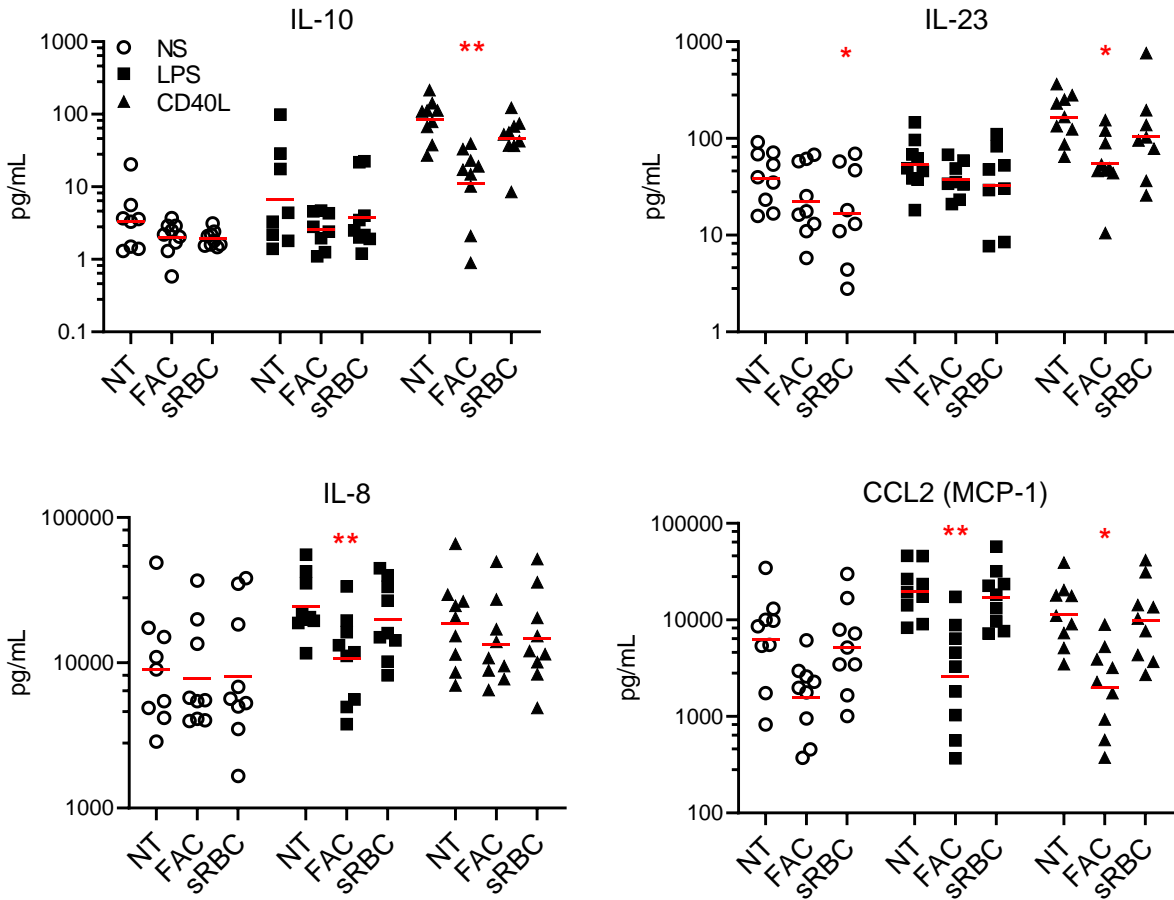 IL-10
1000
100
10
1
0.1
pg/mL
NS
LPS
CD40L
**
NT
FAC
sRBC
NT
FAC
sRBC
NT
FAC
sRBC
IL-23
1000
100
10
1
pg/mL
*
*
NT
FAC
sRBC
NT
FAC
sRBC
NT
FAC
sRBC
IL-8
100000
10000
1000
pg/mL
**
NT
FAC
sRBC
NT
FAC
sRBC
NT
FAC
sRBC
CCL2 (MCP-1)
100000
10000
1000
100
pg/mL
**
*
NT
FAC
sRBC
NT
FAC
sRBC
NT
FAC
sRBC